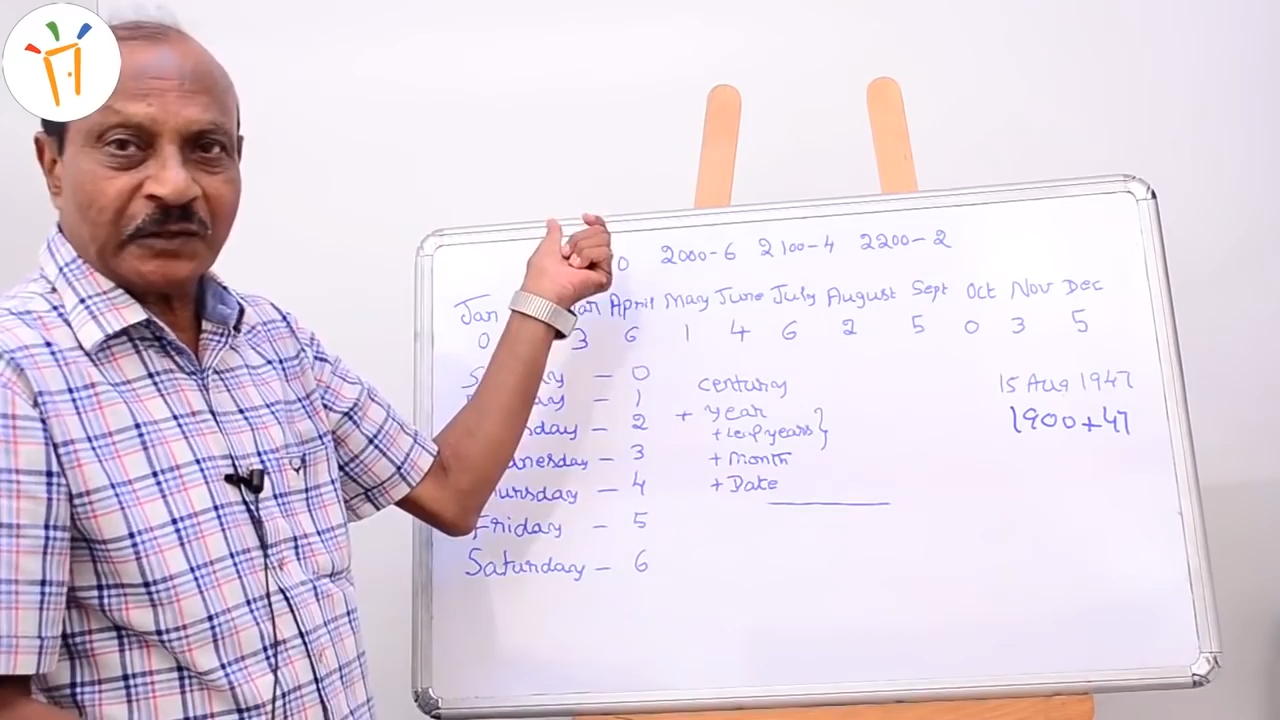 0 2000-6 2100-4 2200-2
Jan April May June July August Sept Oct Nov Dec
0 3 6 1 4 6 2 5 0 3 5
- 0
- 1
- 2
- 3
- 4
Friday - 5
Saturday - 6
century
+ year
+ Leap years }
+ Month
+ Date
15 Aug 1947
1900+47